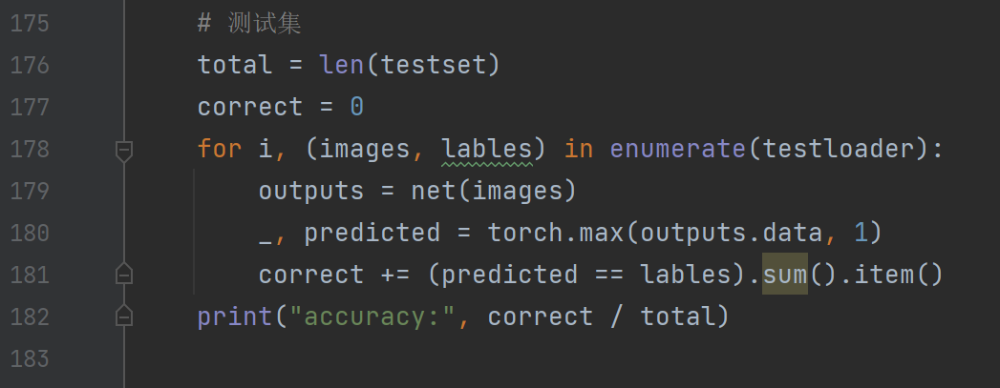 175 # 测试集
176 total = len(testset)
177 correct = 0
178 for i, (images, lables) in enumerate(testloader):
179 outputs = net(images)
180 _, predicted = torch.max(outputs.data, 1)
181 correct += (predicted == lables).sum().item()
182 print("accuracy:", correct / total)
183